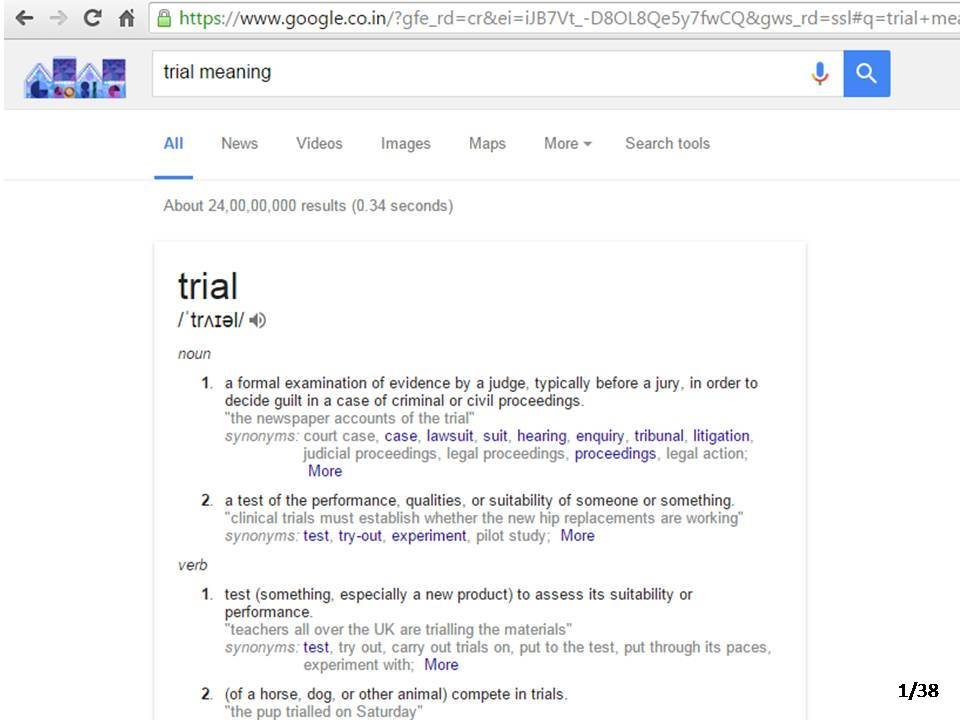 https://www.google.co.in/?gfe_rd=cr&ei=iJB7Vt_-D8OL8Qe5y7fwCQ&gws_rd=ssl#q=trial+mea
Google
trial meaning
All News Videos Images Maps More Search tools
About 24,00,00,000 results (0.34 seconds)
trial
/ˈtrʌɪəl/
noun
1. a formal examination of evidence by a judge, typically before a jury, in order to
decide guilt in a case of criminal or civil proceedings.
"the newspaper accounts of the trial"
synonyms: court case, case, lawsuit, suit, hearing, enquiry, tribunal, litigation,
judicial proceedings, legal proceedings, proceedings, legal action;
More
2. a test of the performance, qualities, or suitability of someone or something.
"clinical trials must establish whether the new hip replacements are working"
synonyms: test, try-out, experiment, pilot study; More
verb
1. test (something, especially a new product) to assess its suitability or
performance.
"teachers all over the UK are trialling the materials"
synonyms: test, try out, carry out trials on, put to the test, put through its paces,
experiment with; More
2. (of a horse, dog, or other animal) compete in trials.
"the pup trialled on Saturday"
1/38